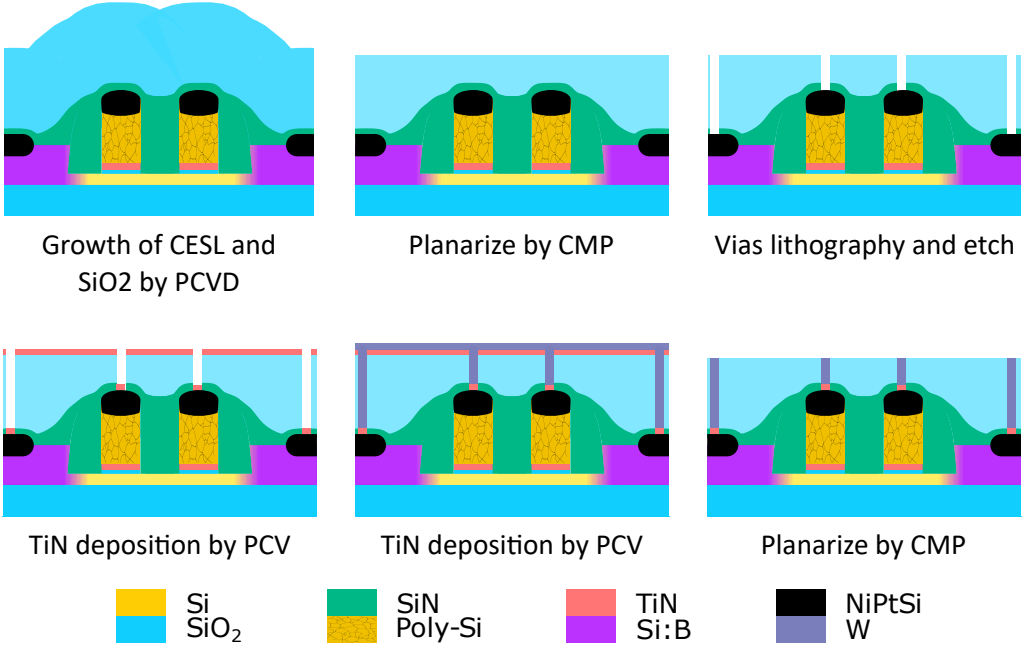 Growth of CESL and
SiO2 by PCVD
Planarize by CMP
Vias lithography and etch
TiN deposition by PCV
TiN deposition by PCV
Planarize by CMP
Si
SiO₂
SiN
Poly-Si
TiN
Si:B
NiPtSi
W